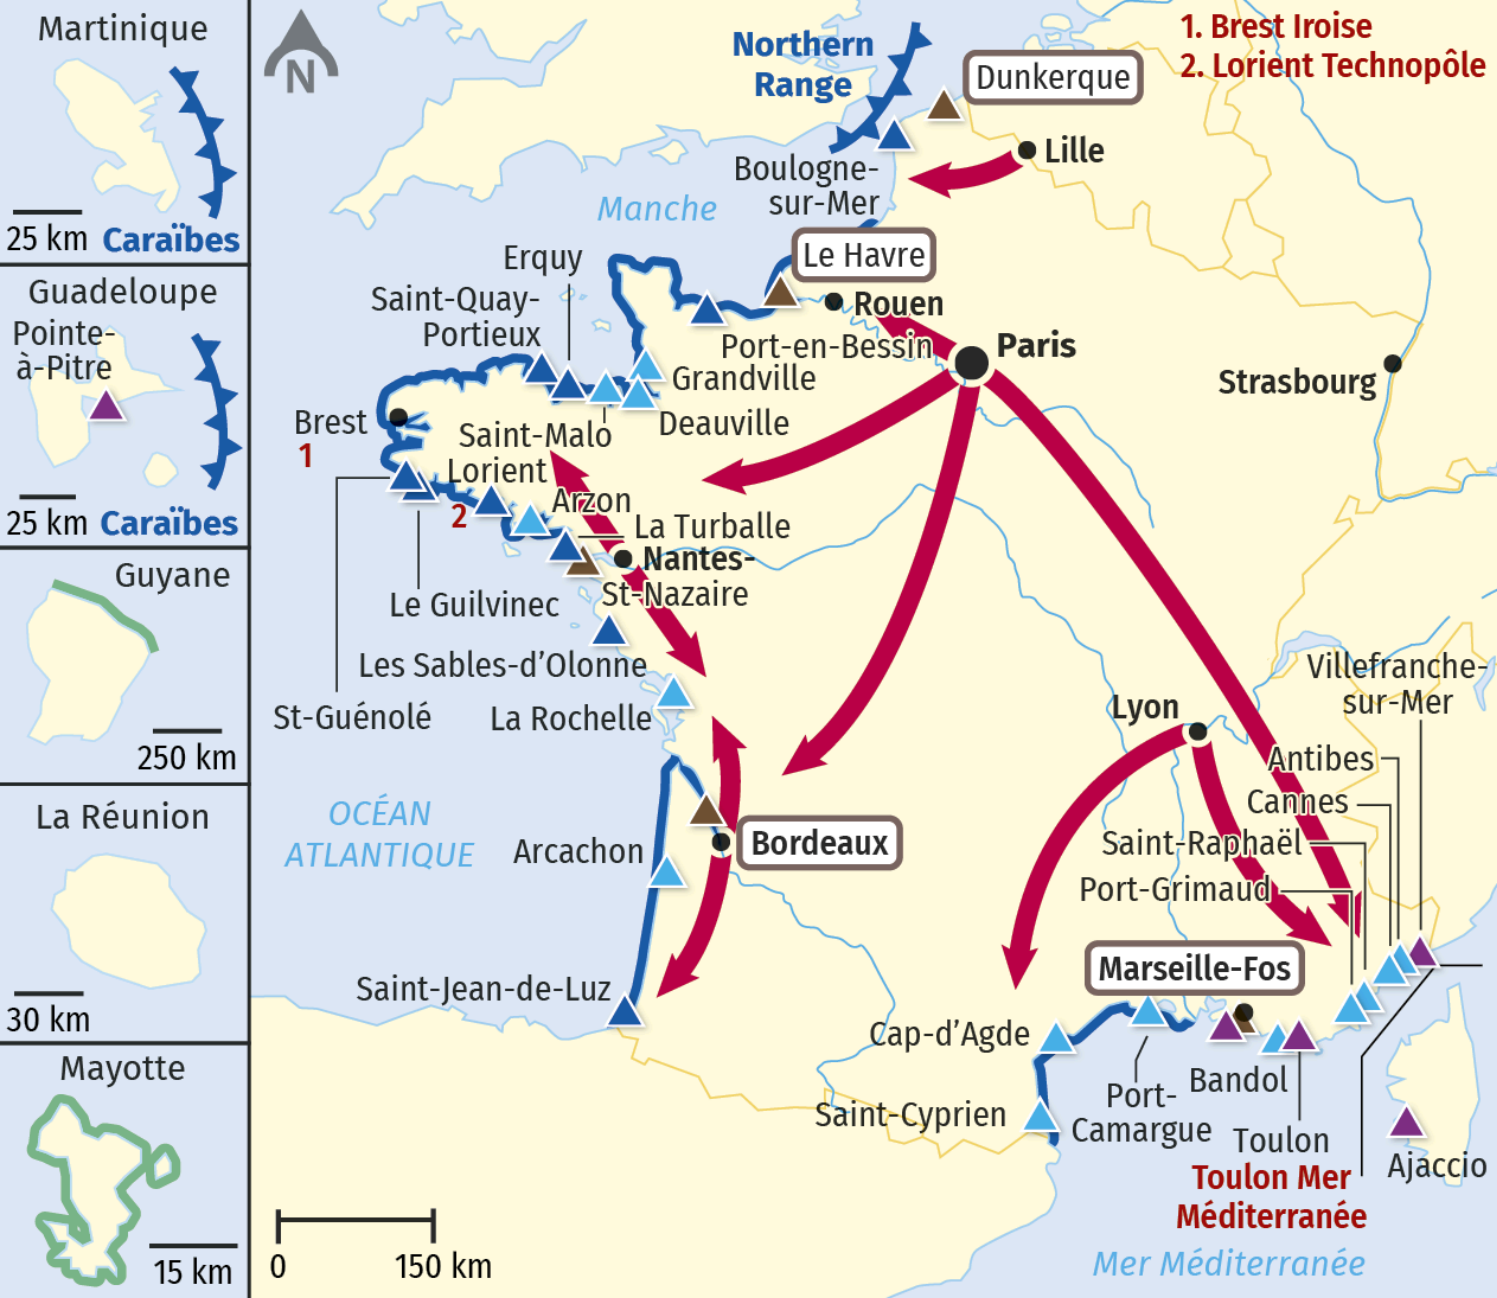 Martinique
25 km
Caraïbes
Guadeloupe
Pointe-
à-Pitre
25 km
Caraïbes
Guyane
250 km
La Réunion
30 km
Mayotte
15 km
N
Northern
Range
Dunkerque
1. Brest Iroise
2. Lorient Technopôle
Lille
Boulogne-
sur-Mer
Manche
Le Havre
Erquy
Saint-Quay-
Portieux
Rouen
Port-en-Bessin
Paris
Grandville
Strasbourg
Brest
1
Deauville
Saint-Malo
Lorient
2
Arzon
La Turballe
Nantes-
St-Nazaire
Le Guilvinec
Les Sables-d'Olonne
St-Guénolé
La Rochelle
Villefranche-
sur-Mer
Lyon
Antibes
Cannes
Saint-Raphaël
Port-Grimaud
OCÉAN
ATLANTIQUE
Arcachon
Bordeaux
Saint-Jean-de-Luz
Marseille-Fos
Cap-d'Agde
Saint-Cyprien
Port-
Camargue
Bandol
Toulon
Toulon Mer
Méditerranée
Ajaccio
Mer Méditerranée
0
150 km